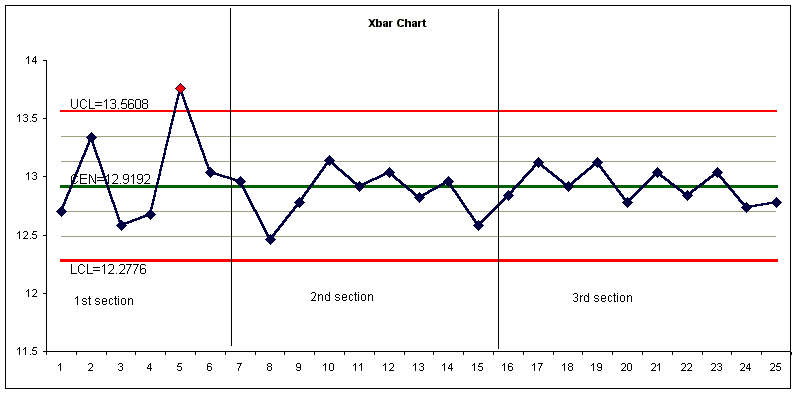 Xbar Chart
14
13.5
13
12.5
12
11.5
UCL=13.5608
CEN=12.9192
LCL=12.2776
1st section
2nd section
3rd section
1 2 3 4 5 6 7 8 9 10 11 12 13 14 15 16 17 18 19 20 21 22 23 24 25